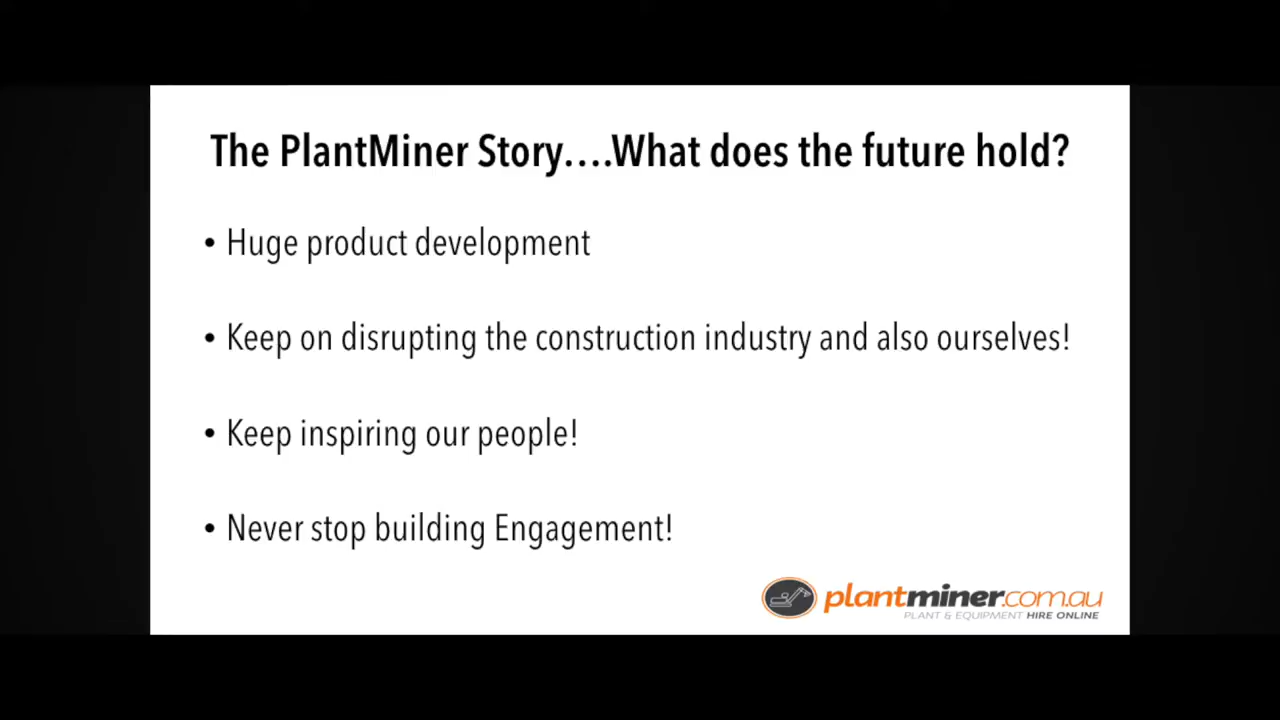 The PlantMiner Story....What does the future hold?
• Huge product development
• Keep on disrupting the construction industry and also ourselves!
• Keep inspiring our people!
• Never stop building Engagement!
plantminer.com.au
PLANT & EQUIPMENT HIRE ONLINE